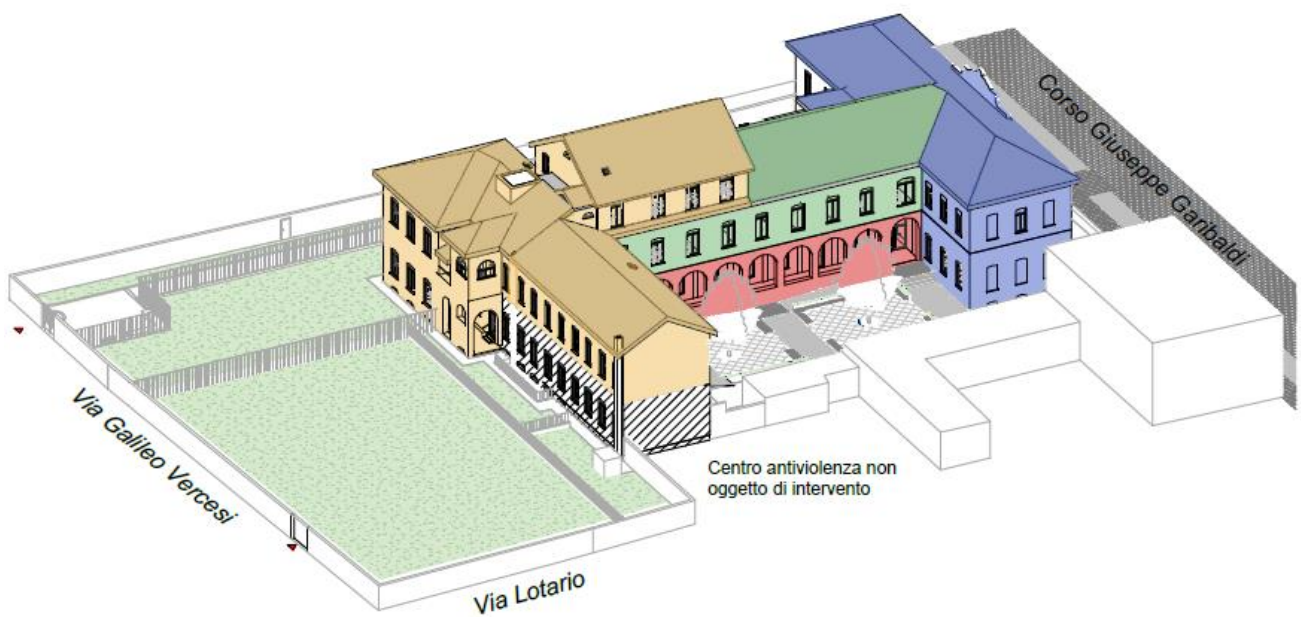 Corso Giuseppe Garibaldi
Via Galileo Vercesi
Centro antiviolenza non
oggetto di intervento
Via Lotario